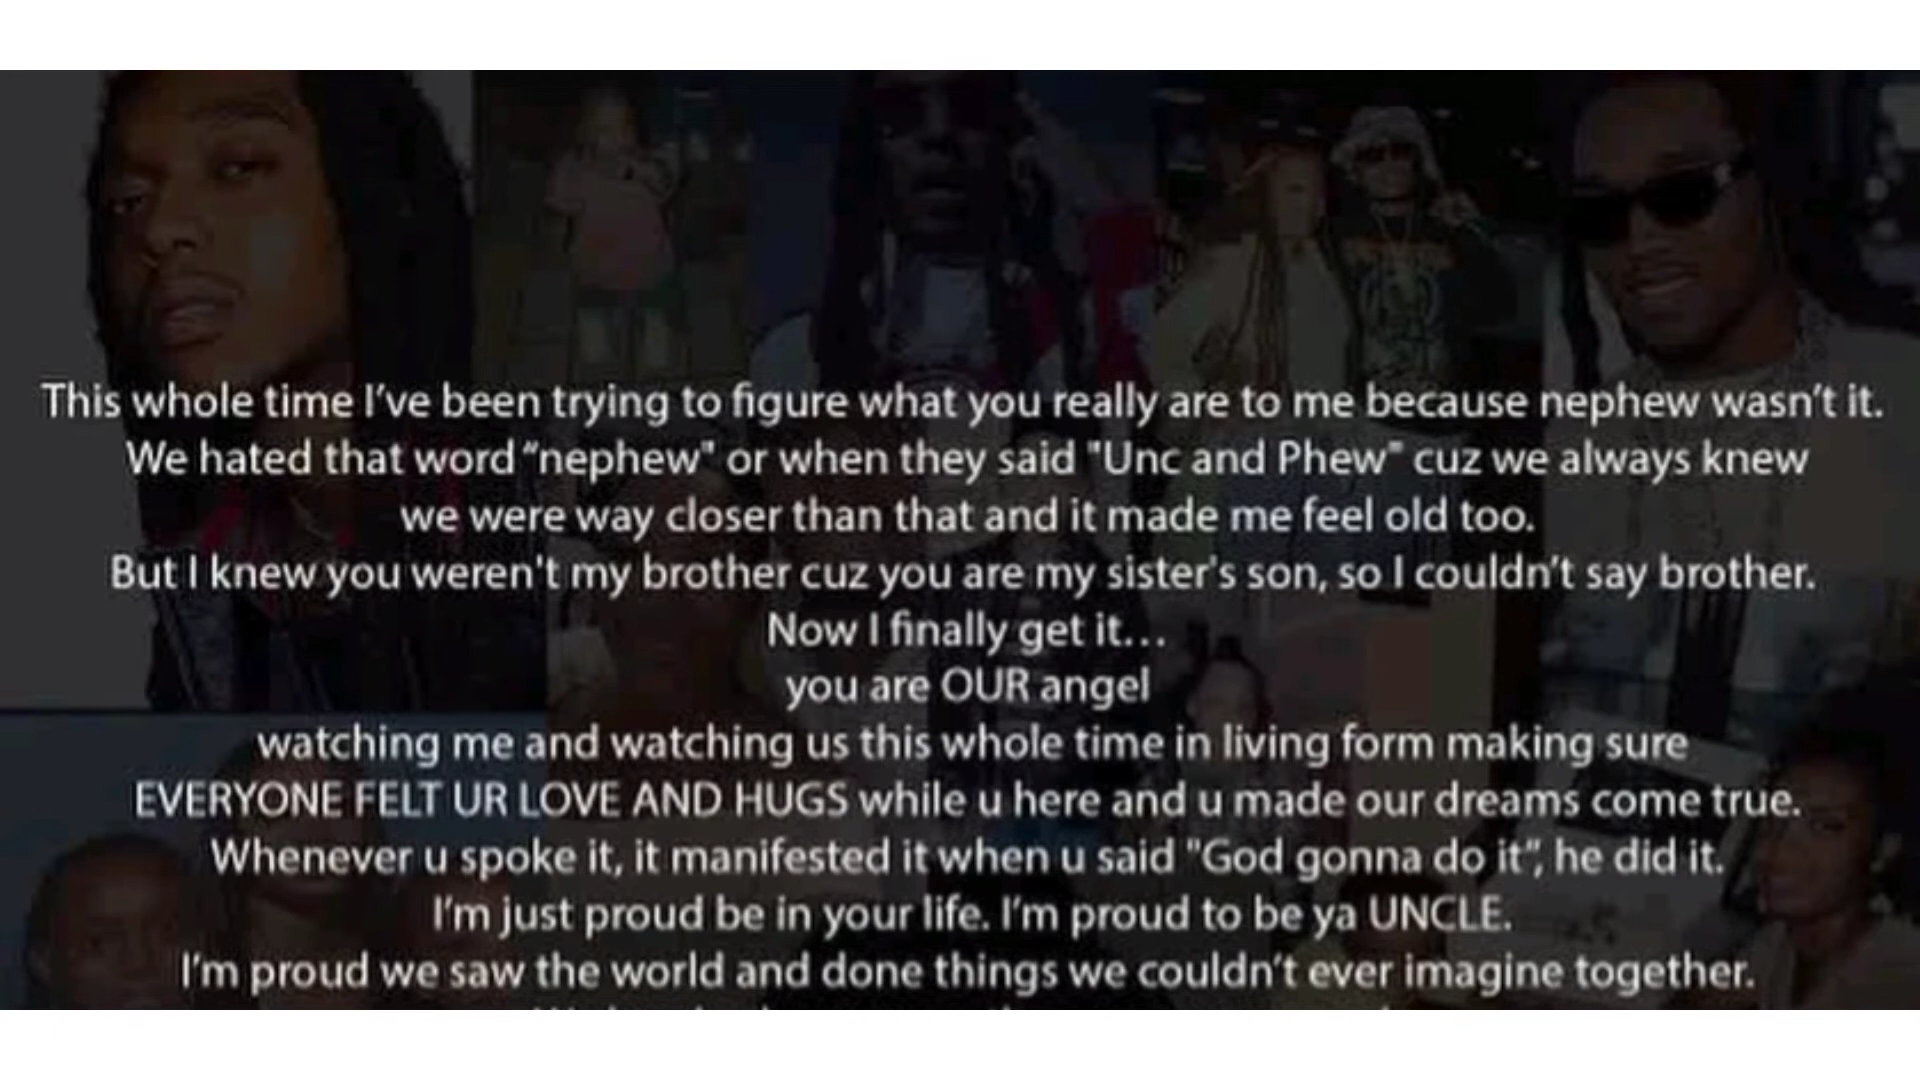 This whole time I’ve been trying to figure what you really are to me because nephew wasn’t it.
We hated that word “nephew" or when they said "Unc and Phew" cuz we always knew
we were way closer than that and it made me feel old too.
But I knew you weren't my brother cuz you are my sister's son, so I couldn’t say brother.
Now I finally get it…
you are OUR angel
watching me and watching us this whole time in living form making sure
EVERYONE FELT UR LOVE AND HUGS while u here and u made our dreams come true.
Whenever u spoke it, it manifested it when u said "God gonna do it”, he did it.
I’m just proud be in your life. I’m proud to be ya UNCLE.
I’m proud we saw the world and done things we couldn’t ever imagine together.